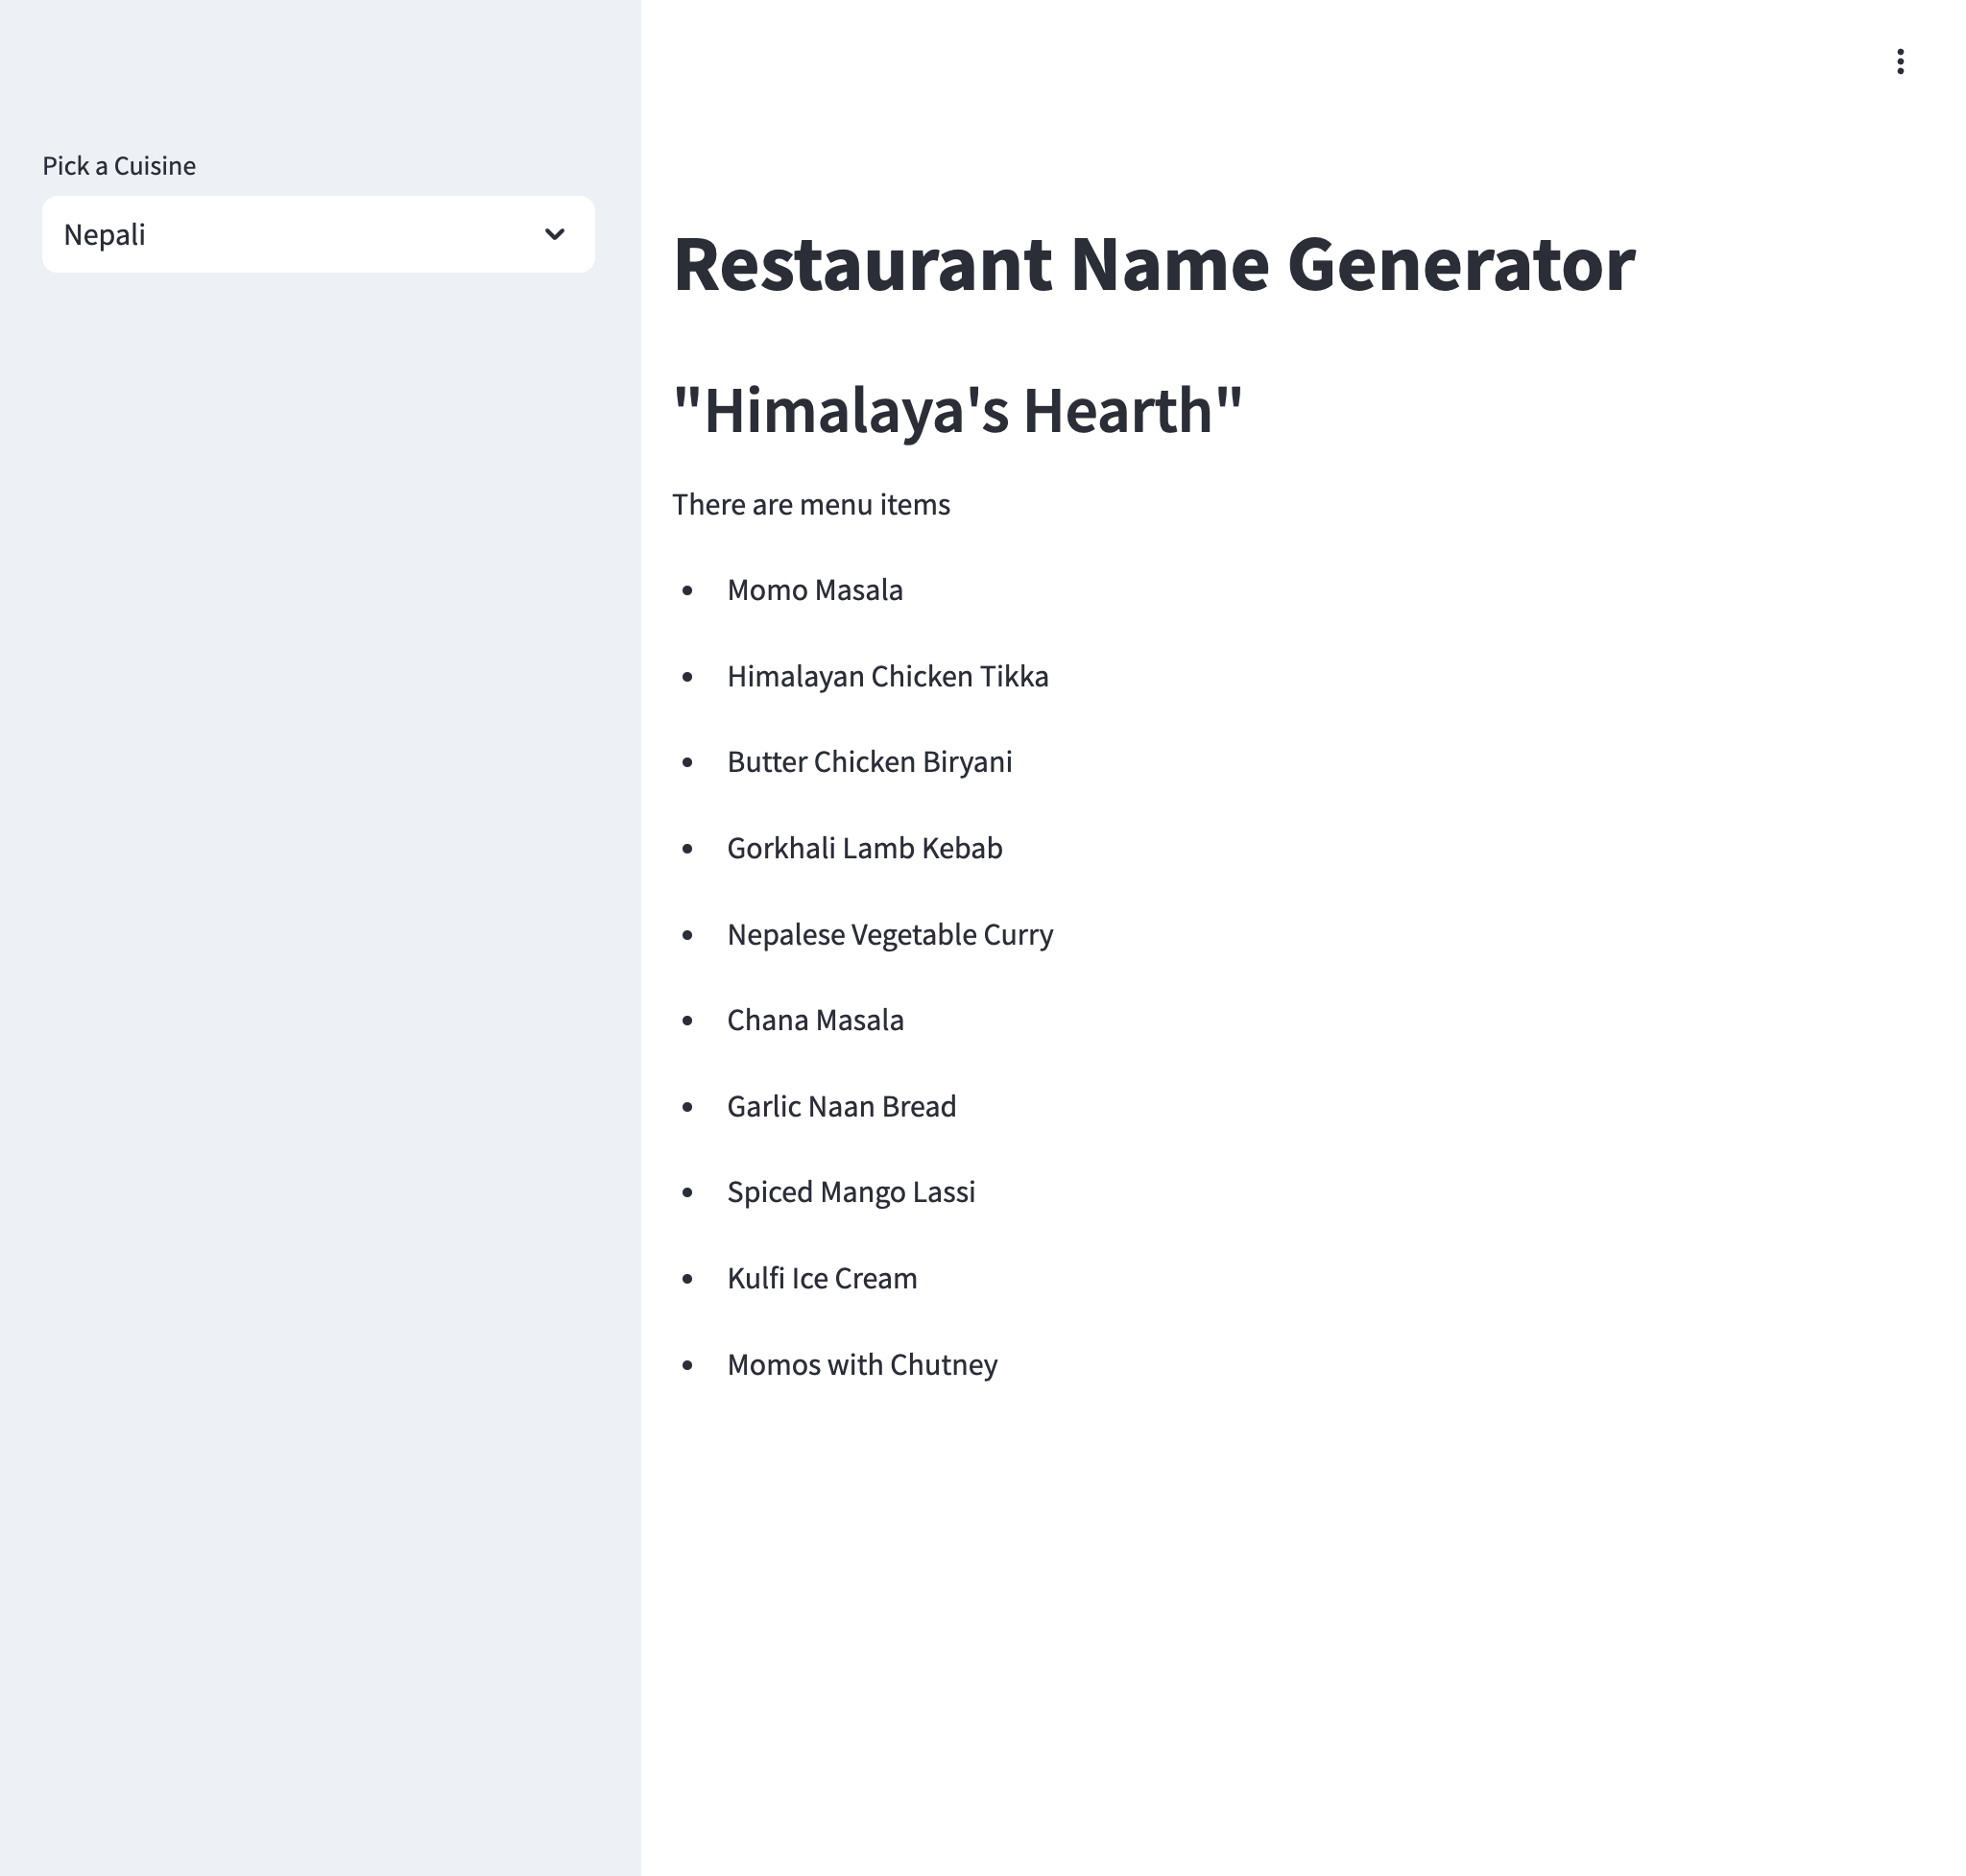 Pick a Cuisine
Nepali
Restaurant Name Generator
"Himalaya's Hearth"
There are menu items
Momo Masala
Himalayan Chicken Tikka
Butter Chicken Biryani
Gorkhali Lamb Kebab
Nepalese Vegetable Curry
Chana Masala
Garlic Naan Bread
Spiced Mango Lassi
Kulfi Ice Cream
Momos with Chutney